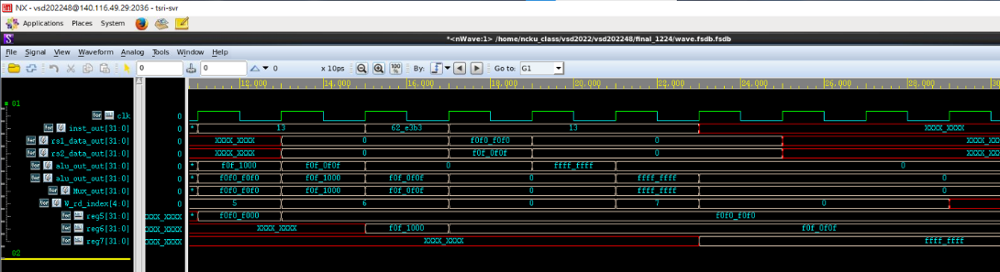 NX - vsd202248@140.116.49.29:2036 - tsri-svr
Applications Places System
*<nWave:1> /home/ncku_class/vsd2022/vsd202248/final_1224/wave.fsdb.fsdb
File Signal View Waveform Analog Tools Window Help
0 0 0 x 10ps 100% By: Go to: G1
12.000 14.000 16.000 18.000 20.000 22.000 24.000 26.000 28.000 30
G1
clk 0
inst_out[31:0] 0 * 13 62_e3b3 13 xxxx_xxxx
rs1_data_out[31:0] 0 xxxx_xxxx 0 f0f0_f0f0 0 xxxx_xx
rs2_data_out[31:0] 0 xxxx_xxxx 0 f0f_0f0f 0 xxxx_xx
alu_out_out[31:0] 0 * f0f_1000 f0f_0f0f 0 ffff_ffff 0
alu_out_out[31:0] 0 * f0f0_f0f0 f0f_1000 f0f_0f0f 0 ffff_ffff 0
Mux_out[31:0] 0 * f0f0_f0f0 f0f_1000 f0f_0f0f 0 ffff_ffff 0
W_rd_index[4:0] 0 5 6 0 7 0
reg5[31:0] xxxx_xxxx * f0f0_f000 f0f0_f0f0
reg6[31:0] xxxx_xxxx xxxx_xxxx f0f_1000 f0f_0f0f
reg7[31:0] xxxx_xxxx xxxx_xxxx ffff_ffff
G2